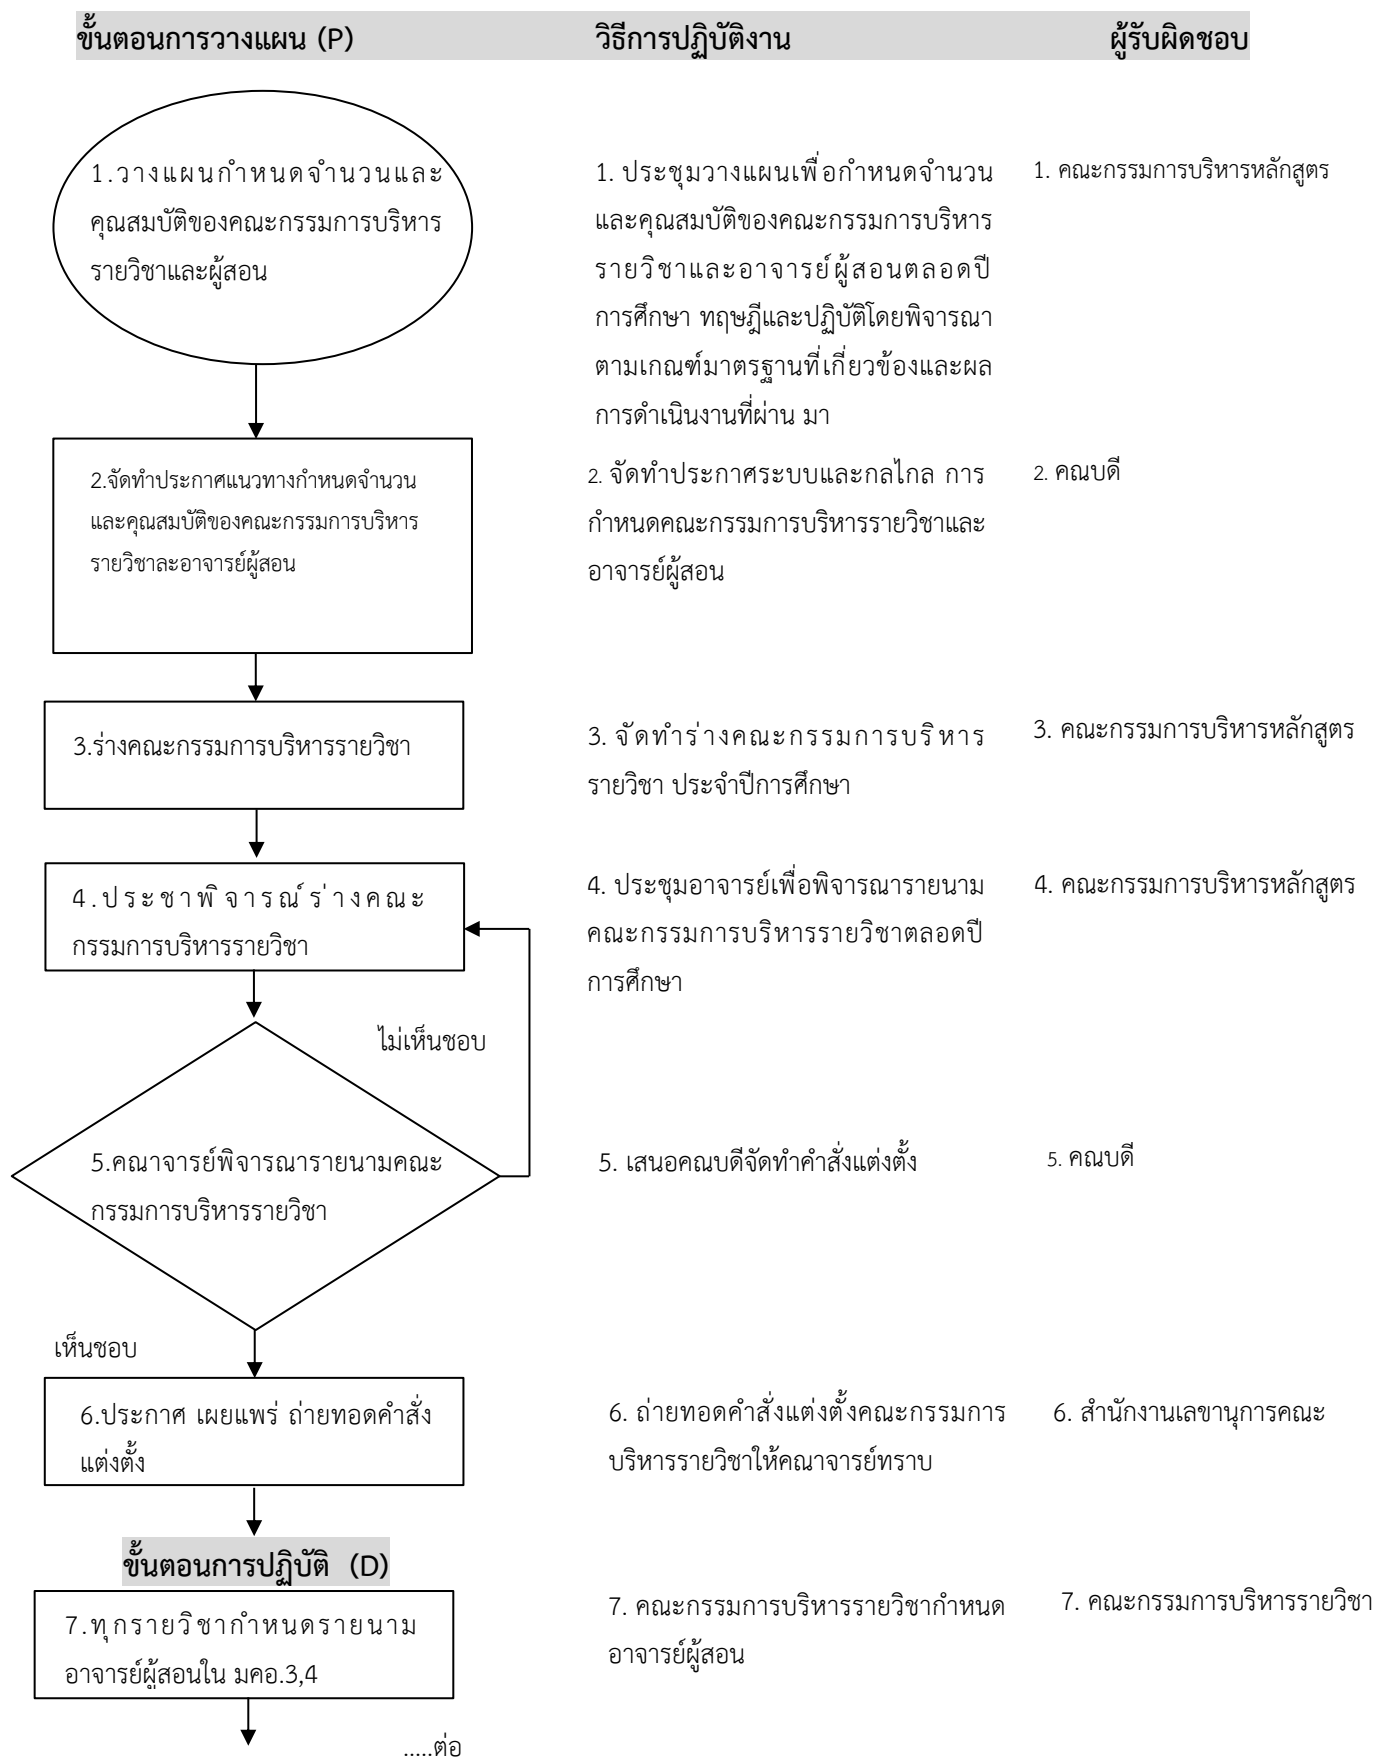 ขั้นตอนการวางแผน (P) วิธีการปฏิบัติงาน ผู้รับผิดชอบ
1.วางแผนกำหนดจำนวนและ
คุณสมบัติของคณะกรรมการบริหาร
รายวิชาและผู้สอน
1. ประชุมวางแผนเพื่อกำหนดจำนวน
และคุณสมบัติของคณะกรรมการบริหาร
รายวิชาและอาจารย์ผู้สอนตลอดปี
การศึกษา ทฤษฎีและปฏิบัติโดยพิจารณา
ตามเกณฑ์มาตรฐานที่เกี่ยวข้องและผล
การดำเนินงานที่ผ่าน มา
1. คณะกรรมการบริหารหลักสูตร
2.จัดทำประกาศแนวทางกำหนดจำนวน
และคุณสมบัติของคณะกรรมการบริหาร
รายวิชาละอาจารย์ผู้สอน
2. จัดทำประกาศระบบและกลไกล การ
กำหนดคณะกรรมการบริหารรายวิชาและ
อาจารย์ผู้สอน
2. คณบดี
3.ร่างคณะกรรมการบริหารรายวิชา
3. จัดทำร่างคณะกรรมการบริหาร
รายวิชา ประจำปีการศึกษา
3. คณะกรรมการบริหารหลักสูตร
4.ประชาพิจารณ์ร่างคณะ
กรรมการบริหารรายวิชา
4. ประชุมอาจารย์เพื่อพิจารณารายนาม
คณะกรรมการบริหารรายวิชาตลอดปี
การศึกษา
4. คณะกรรมการบริหารหลักสูตร
ไม่เห็นชอบ
5.คณาจารย์พิจารณารายนามคณะ
กรรมการบริหารรายวิชา
5. เสนอคณบดีจัดทำคำสั่งแต่งตั้ง
5. คณบดี
เห็นชอบ
6.ประกาศ เผยแพร่ ถ่ายทอดคำสั่ง
แต่งตั้ง
6. ถ่ายทอดคำสั่งแต่งตั้งคณะกรรมการ
บริหารรายวิชาให้คณาจารย์ทราบ
6. สำนักงานเลขานุการคณะ
ขั้นตอนการปฏิบัติ (D)
7.ทุกรายวิชากำหนดรายนาม
อาจารย์ผู้สอนใน มคอ.3,4
7. คณะกรรมการบริหารรายวิชากำหนด
อาจารย์ผู้สอน
7. คณะกรรมการบริหารรายวิชา
.....ต่อ